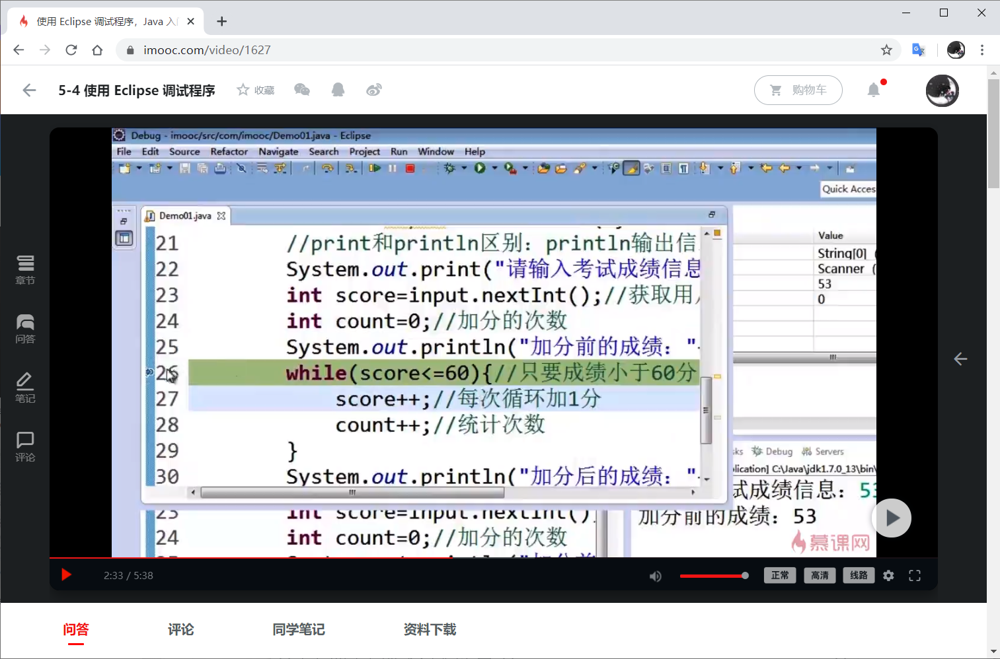 使用 Eclipse 调试程序，Java 入
imooc.com/video/1627
5-4 使用 Eclipse 调试程序
收藏
购物车
章节
问答
笔记
评论
Debug - imooc/src/com/imooc/Demo01.java - Eclipse
File Edit Source Refactor Navigate Search Project Run Window Help
Quick Acces
Demo01.java
21 //print和println区别：println输出信
22 System.out.print("请输入考试成绩信息
23 int score=input.nextInt();//获取用
24 int count=0;//加分的次数
25 System.out.println("加分前的成绩："
26 while(score<=60){//只要成绩小于60分
27 score++;//每次循环加1分
28 count++;//统计次数
29 }
30 System.out.println("加分后的成绩："
Value
String[0] (
Scanner (
53
0
ks Debug Servers
lication] C:\Java\jdk1.7.0_13\bin\
试成绩信息：53
加分前的成绩：53
23 int score=input.nextInt()
24 int count=0;//加分的次数
慕课网
2:33 / 5:38
正常 高清 线路
问答 评论 同学笔记 资料下载